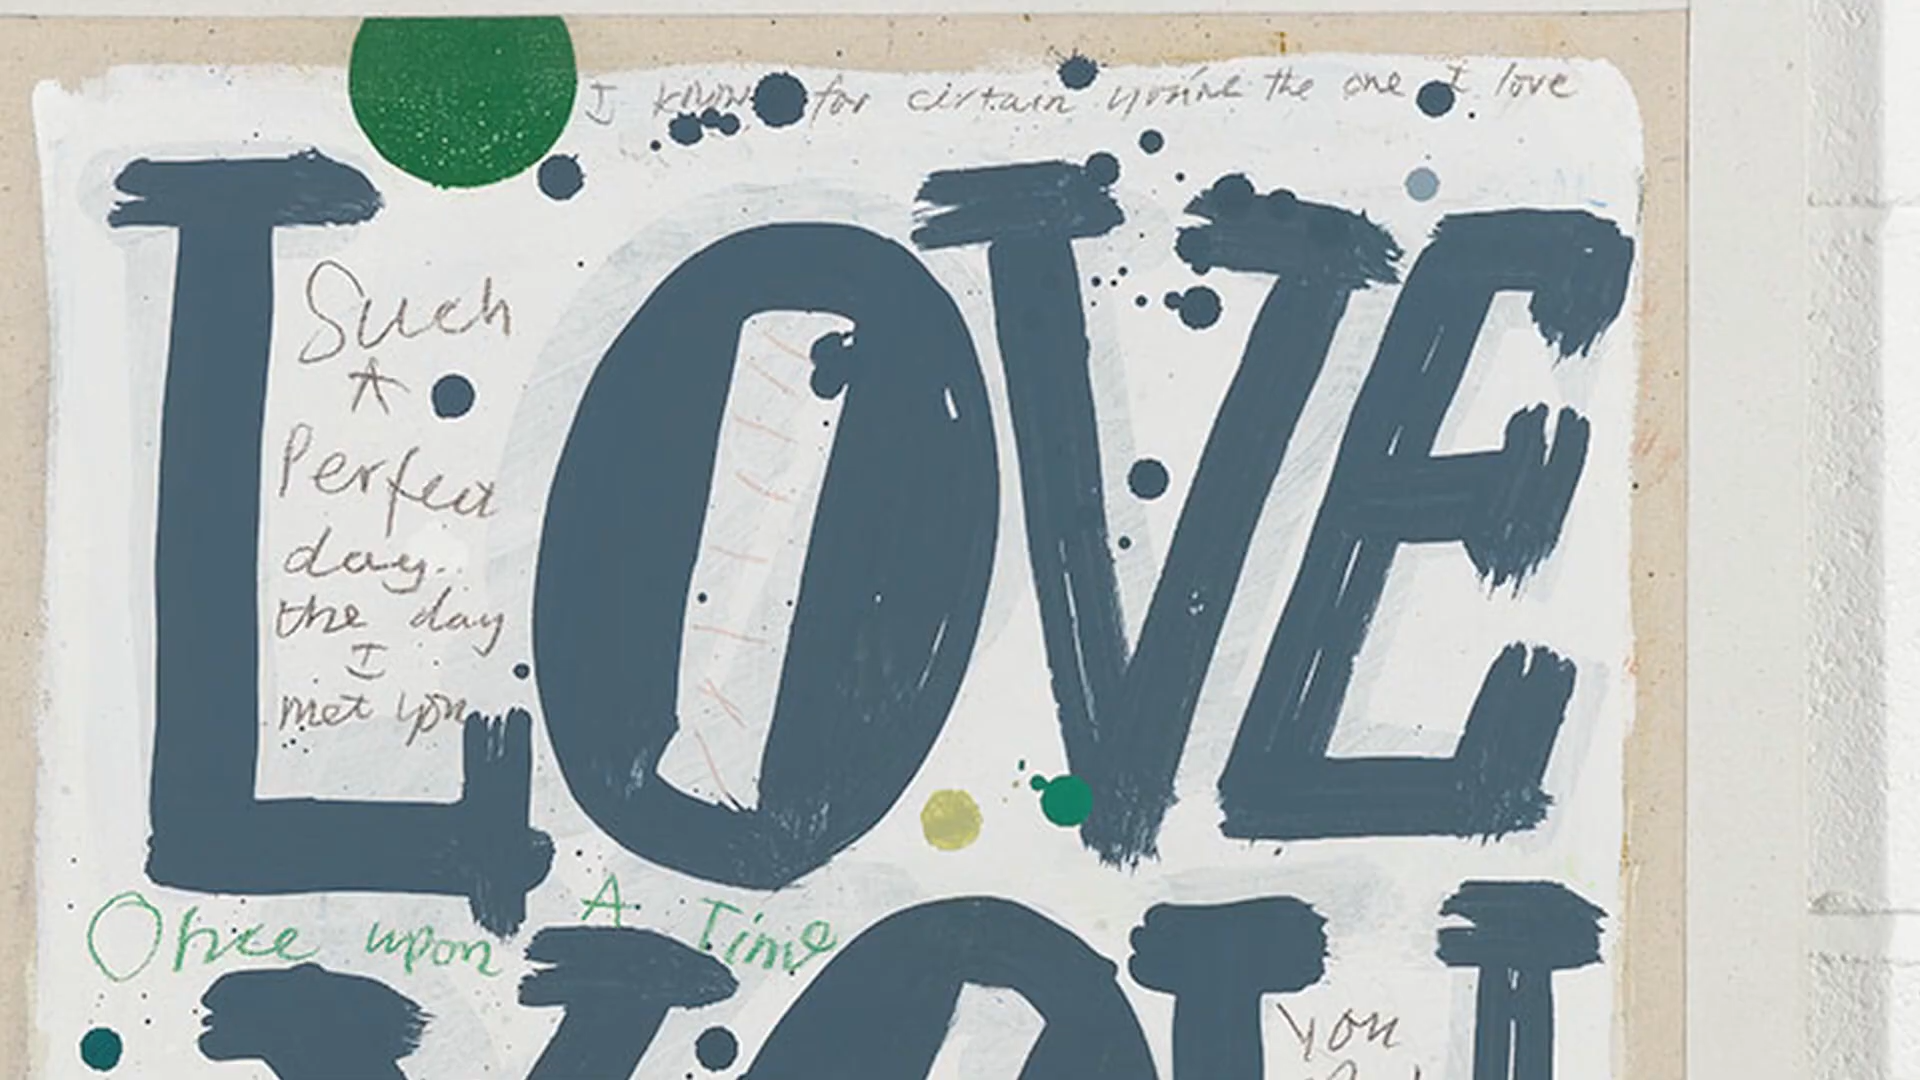 I know for certain you're the one I love
LOVE
Such
A
Perfect
day..
the day
I
met you
Once upon A Time
YOU
You